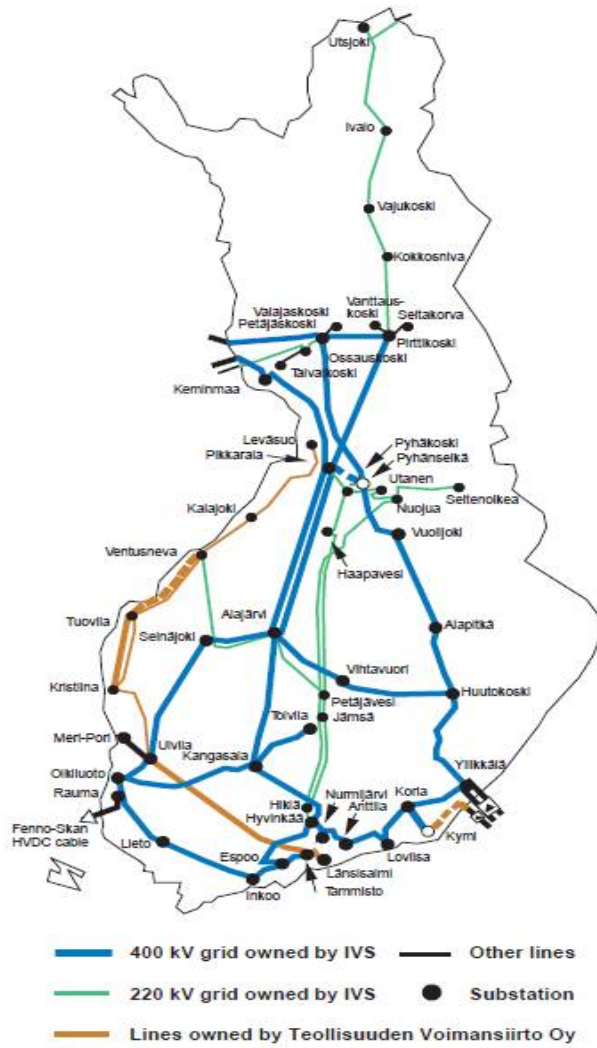 Utsjoki
Ivalo
Vajukoski
Kokkosniva
Vanttaus-
koski
Seitakorva
Valajaskoski
Petäjäskoski
Pirttikoski
Ossauskoski
Taivalkoski
Keminmaa
Leväsuo
Pikkarala
Pyhäkoski
Pyhänselkä
Utanen
Seitenoikea
Nuojua
Kalajoki
Vuolijoki
Ventusneva
Haapavesi
Tuovila
Alajärvi
Alapitkä
Seinäjoki
Vihtavuori
Kristiina
Petäjävesi
Huutokoski
Toivila
Jämsä
Meri-Pori
Ulvila
Kangasala
Yllikkälä
Olkiluoto
Rauma
Nurmijärvi
Anttila
Koria
Hikiä
Hyvinkää
Fenno-Skan
HVDC cable
Kymi
Lieto
Espoo
Loviisa
Länsisalmi
Inkoo
Tammisto
400 kV grid owned by IVS
Other lines
220 kV grid owned by IVS
Substation
Lines owned by Teollisuuden Voimansiirto Oy